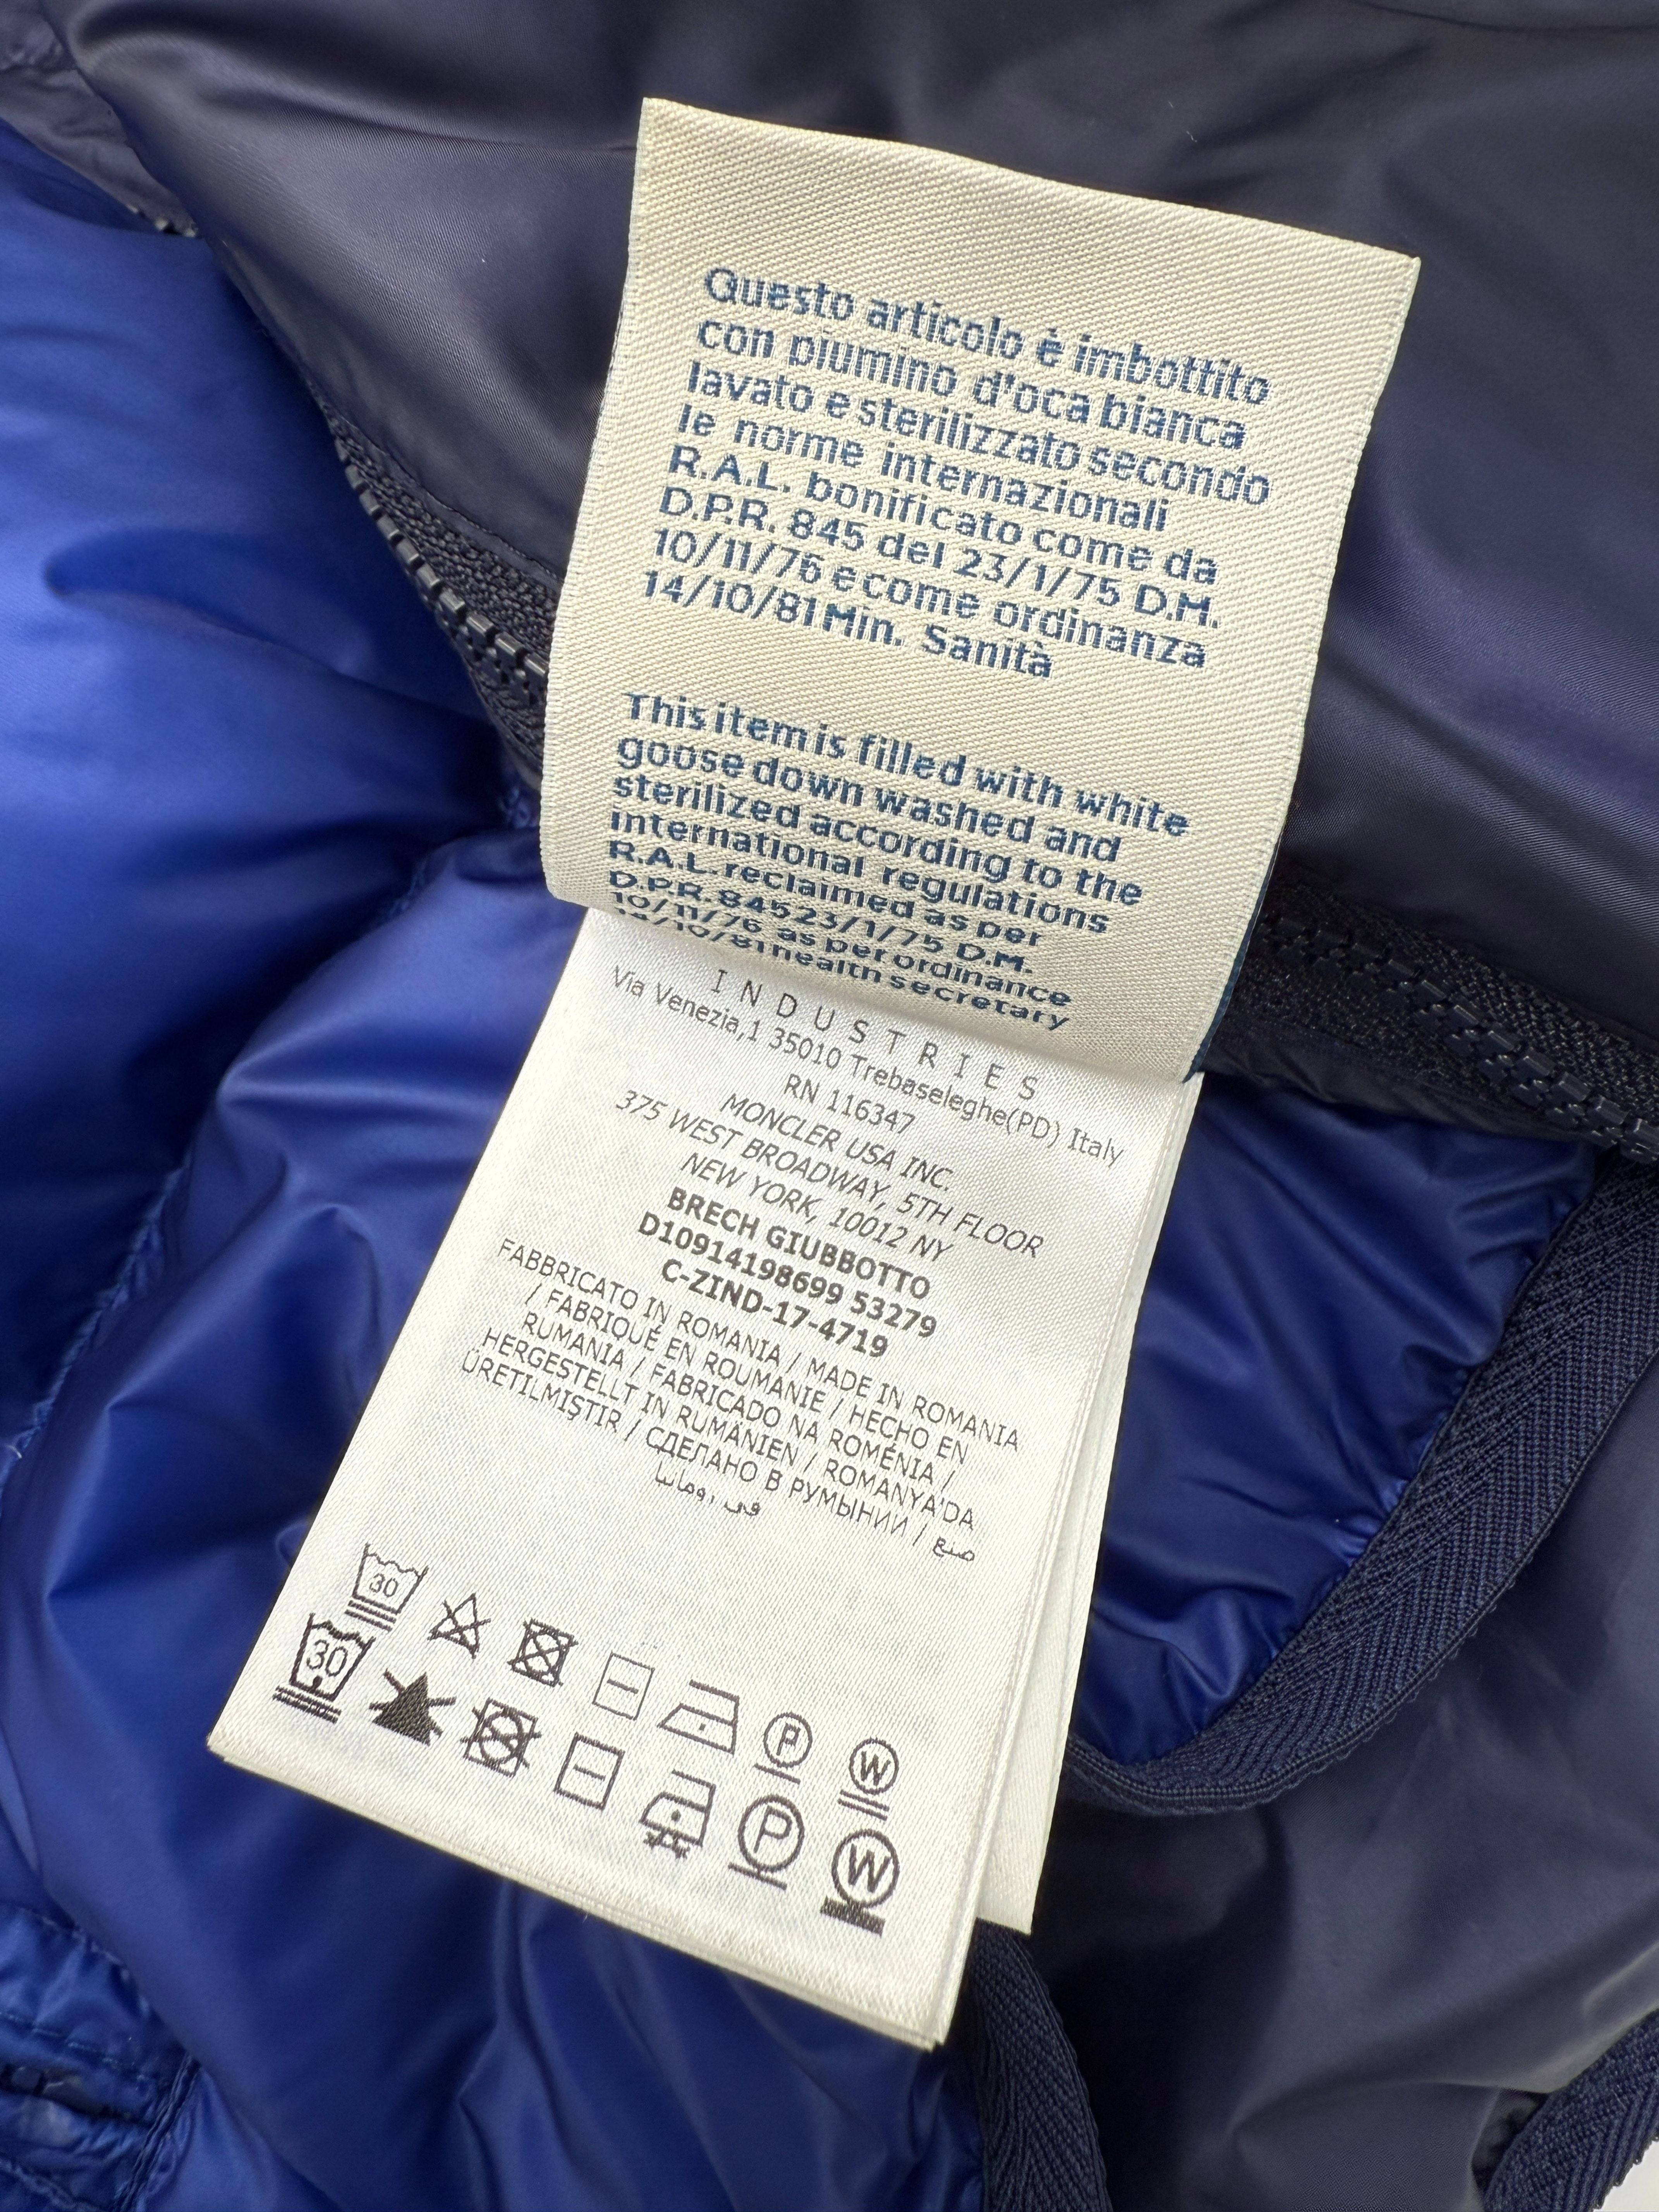 Questo articolo è imbottito
con piumino d'oca bianca
lavato e sterilizzato secondo
le norme internazionali
R.A.L. bonificato come da
D.P.R. 845 del 23/1/75 D.M.
10/11/76 e come ordinanza
14/10/81 Min. Sanità
This item is filled with white
goose down washed and
sterilized according to the
international regulations
R.A.L. reclaimed as per
D.P.R. 845 23/1/75 D.M.
10/11/76 as per ordinance
14/10/81 health secretary
INDUSTRIES
Via Venezia,1 35010 Trebaseleghe(PD) Italy
RN 116347
MONCLER USA INC.
375 WEST BROADWAY, 5TH FLOOR
NEW YORK, 10012 NY
BRECH GIUBBOTTO
D10914198699 53279
C-ZIND-17-4719
FABBRICATO IN ROMANIA / MADE IN ROMANIA
/ FABRIQUÉ EN ROUMANIE / HECHO EN
RUMANIA / FABRICADO NA ROMÉNIA /
HERGESTELLT IN RUMÄNIEN / ROMANYA'DA
ÜRETILMIŞTIR / СДЕЛАНО В РУМЫНИИ / صنع
في رومانيا
30 P W
30 P W